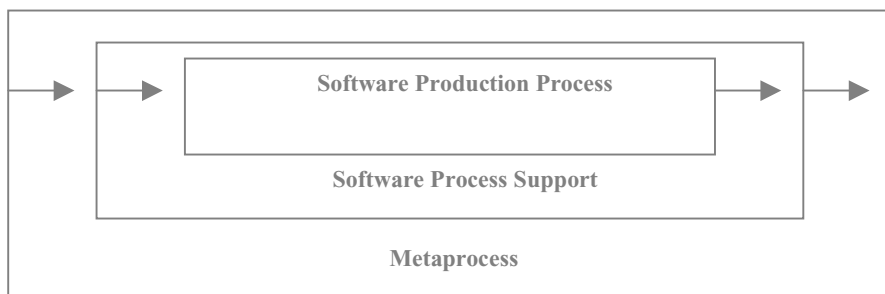 Software Production Process
Software Process Support
Metaprocess